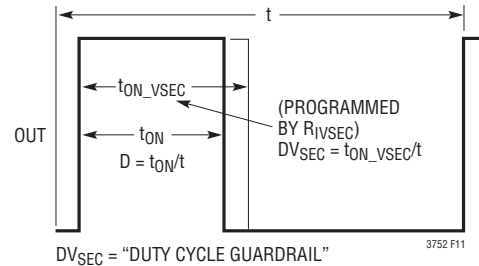 t
tON_VSEC
(PROGRAMMED
BY RIVSEC)
DVSEC = tON_VSEC/t
OUT
tON
D = tON/t
3752 F11
DVSEC = “DUTY CYCLE GUARDRAIL”